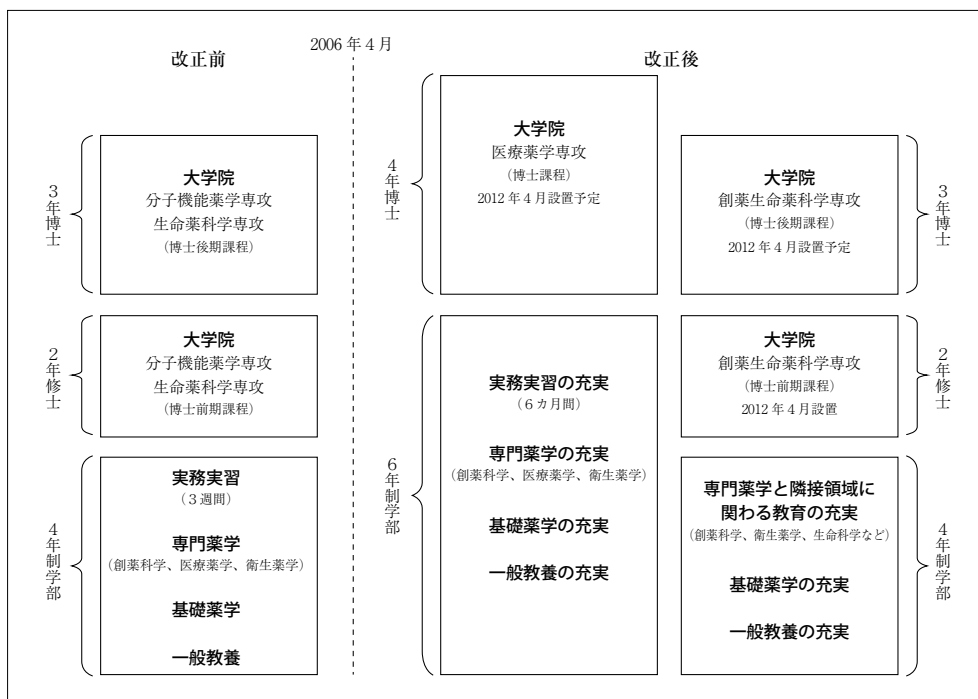 2006年4月
改正前
3年博士
大学院
分子機能薬学専攻
生命薬科学専攻
(博士後期課程)
2年修士
大学院
分子機能薬学専攻
生命薬科学専攻
(博士前期課程)
4年制学部
実務実習
(3週間)
専門薬学
(創薬科学、医療薬学、衛生薬学)
基礎薬学
一般教養
改正後
4年博士
大学院
医療薬学専攻
(博士課程)
2012年4月設置予定
6年制学部
実務実習の充実
(6カ月間)
専門薬学の充実
(創薬科学、医療薬学、衛生薬学)
基礎薬学の充実
一般教養の充実
大学院
創薬生命薬科学専攻
(博士後期課程)
2012年4月設置予定
3年博士
大学院
創薬生命薬科学専攻
(博士前期課程)
2012年4月設置
2年修士
専門薬学と隣接領域に
関わる教育の充実
(創薬科学、衛生薬学、生命科学など)
基礎薬学の充実
一般教養の充実
4年制学部